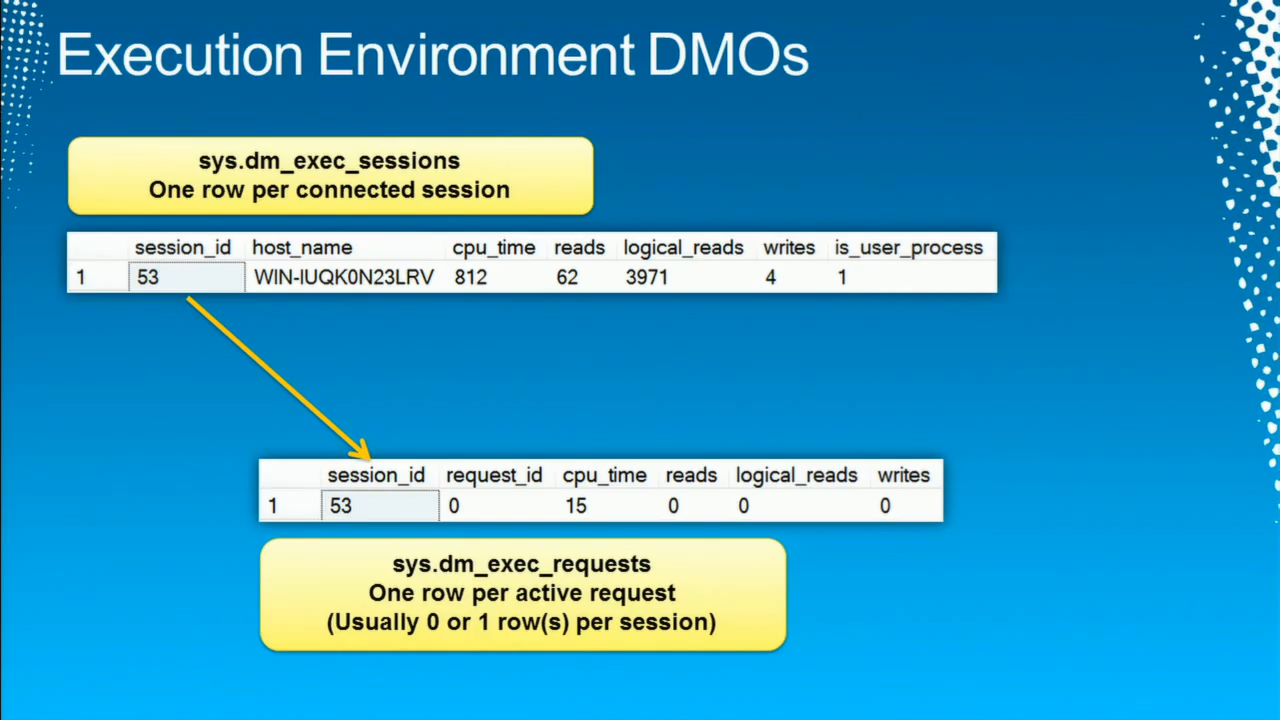 Execution Environment DMOs
sys.dm_exec_sessions
One row per connected session
session_id host_name cpu_time reads logical_reads writes is_user_process
1 53 WIN-IUQK0N23LRV 812 62 3971 4 1
session_id request_id cpu_time reads logical_reads writes
1 53 0 15 0 0 0
sys.dm_exec_requests
One row per active request
(Usually 0 or 1 row(s) per session)